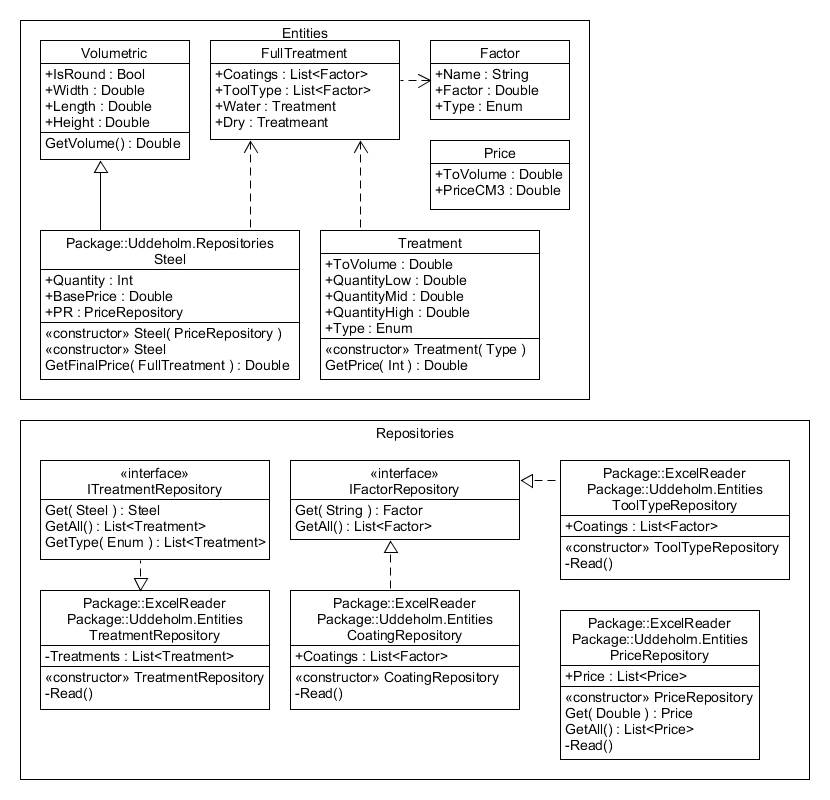 Entities
Volumetric
+IsRound : Bool
+Width : Double
+Length : Double
+Height : Double
GetVolume() : Double
FullTreatment
+Coatings : List<Factor>
+ToolType : List<Factor>
+Water : Treatment
+Dry : Treatmeant
Factor
+Name : String
+Factor : Double
+Type : Enum
Price
+ToVolume : Double
+PriceCM3 : Double
Package::Uddeholm.Repositories
Steel
+Quantity : Int
+BasePrice : Double
+PR : PriceRepository
«constructor» Steel( PriceRepository )
«constructor» Steel
GetFinalPrice( FullTreatment ) : Double
Treatment
+ToVolume : Double
+QuantityLow : Double
+QuantityMid : Double
+QuantityHigh : Double
+Type : Enum
«constructor» Treatment( Type )
GetPrice( Int ) : Double
Repositories
«interface»
ITreatmentRepository
Get( Steel ) : Steel
GetAll() : List<Treatment>
GetType( Enum ) : List<Treatment>
«interface»
IFactorRepository
Get( String ) : Factor
GetAll() : List<Factor>
Package::ExcelReader
Package::Uddeholm.Entities
ToolTypeRepository
+Coatings : List<Factor>
«constructor» ToolTypeRepository
-Read()
Package::ExcelReader
Package::Uddeholm.Entities
TreatmentRepository
-Treatments : List<Treatment>
«constructor» TreatmentRepository
-Read()
Package::ExcelReader
Package::Uddeholm.Entities
CoatingRepository
+Coatings : List<Factor>
«constructor» CoatingRepository
-Read()
Package::ExcelReader
Package::Uddeholm.Entities
PriceRepository
+Price : List<Price>
«constructor» PriceRepository
Get( Double ) : Price
GetAll() : List<Price>
-Read()